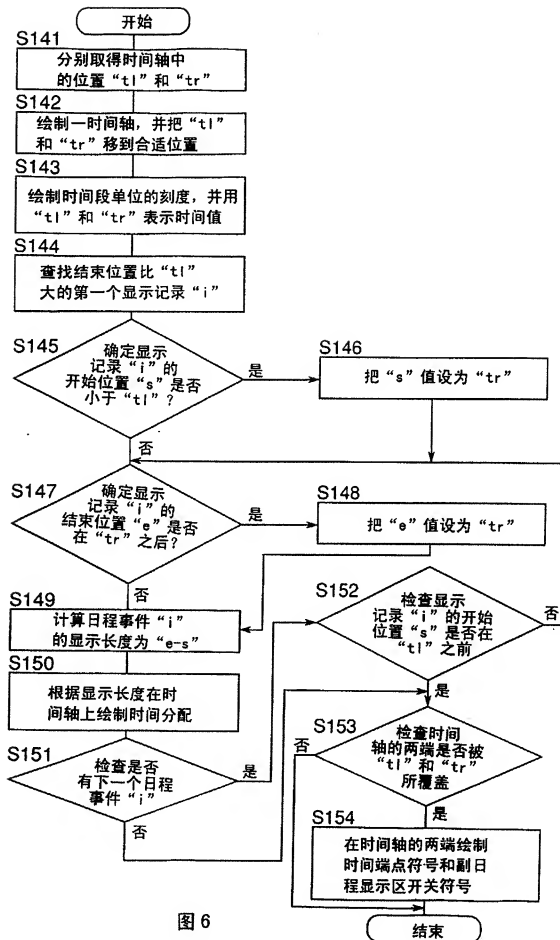 开始
S141
分别取得时间轴中
的位置“tl”和“tr”
S142
绘制一时间轴，并把“tl”
和“tr”移到合适位置
S143
绘制时间段单位的刻度，并用
“tl”和“tr”表示时间值
S144
查找结束位置比“tl”
大的第一个显示记录“i”
S145
确定显示
记录“i”的
开始位置“s”是否
小于“tl”？
是
否
S146
把“s”值设为“tr”
S147
确定显示
记录“i”的
结束位置“e”是否
在“tr”之后？
是
否
S148
把“e”值设为“tr”
S149
计算日程事件“i”
的显示长度为“e-s”
S150
根据显示长度在时
间轴上绘制时间分配
S151
检查是否
有下一个日程
事件“i”
是
否
S152
检查显示
记录“i”的开始
位置“s”是否在
“tl”之前
否
是
S153
检查时间
轴的两端是否被
“tl”和“tr”
所覆盖
否
是
S154
在时间轴的两端绘制
时间端点符号和副日
程显示区开关符号
结束
图 6